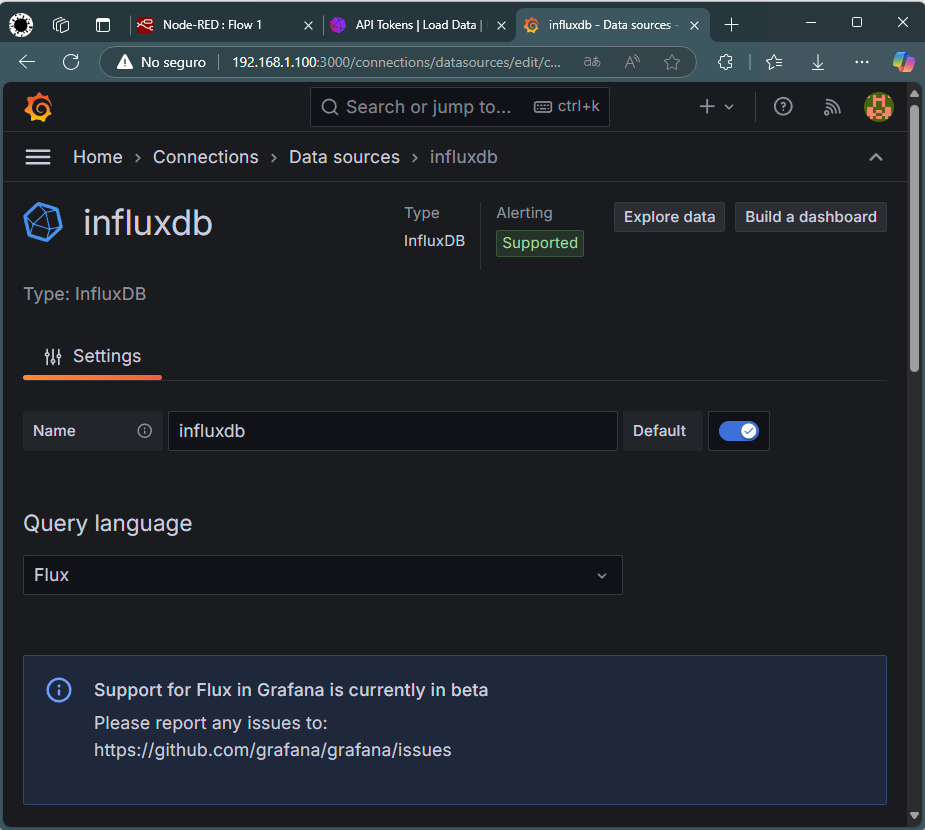 Node-RED : Flow 1
API Tokens | Load Data |
influxdb - Data sources -
No seguro
192.168.1.100:3000/connections/datasources/edit/c...
aあ
A
Search or jump to...
ctrl+k
Home › Connections › Data sources › influxdb
influxdb
Type
InfluxDB
Alerting
Supported
Explore data
Build a dashboard
Type: InfluxDB
Settings
Name
influxdb
Default
Query language
Flux
Support for Flux in Grafana is currently in beta
Please report any issues to:
https://github.com/grafana/grafana/issues